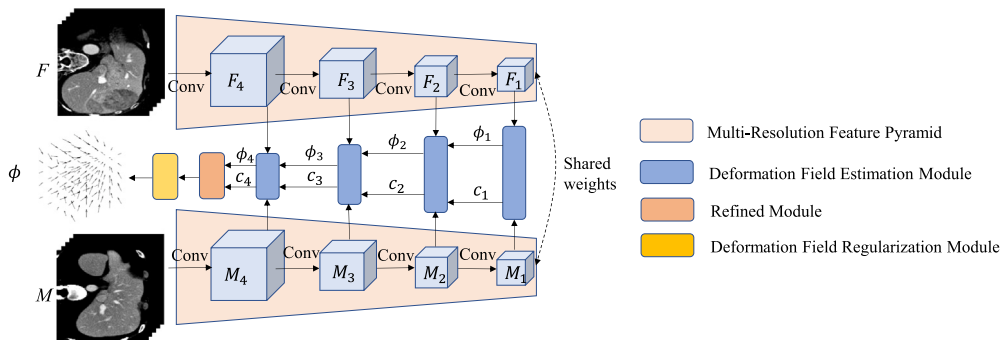 F
Conv
F₄
Conv
F₃
Conv
F₂
Conv
F₁
ϕ
ϕ₄
c₄
ϕ₃
c₃
ϕ₂
c₂
ϕ₁
c₁
Shared
weights
M
Conv
M₄
Conv
M₃
Conv
M₂
Conv
M₁
Multi-Resolution Feature Pyramid
Deformation Field Estimation Module
Refined Module
Deformation Field Regularization Module